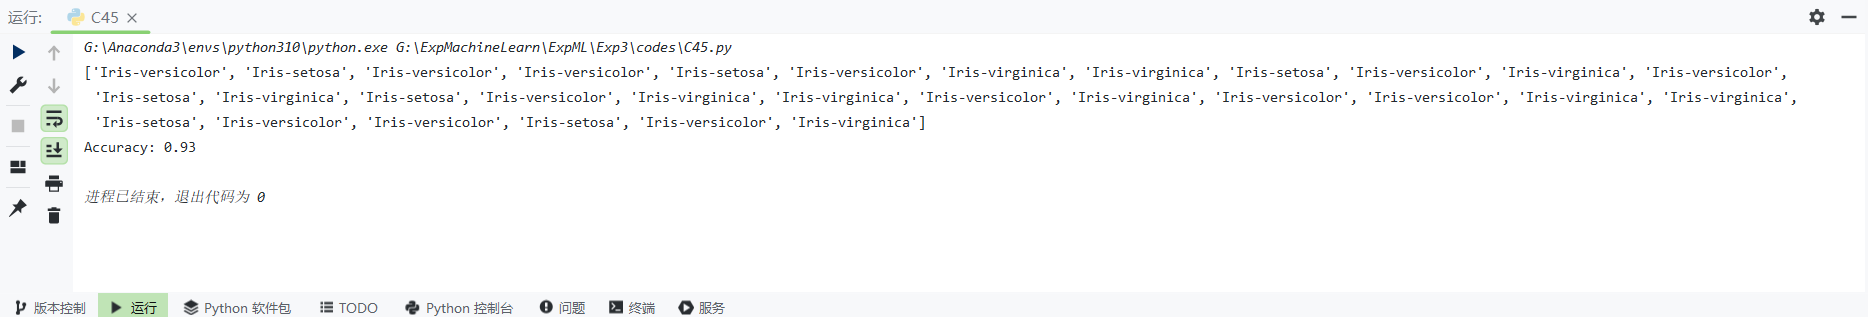 运行: C45
G:\Anaconda3\envs\python310\python.exe G:\ExpMachineLearn\ExpML\Exp3\codes\C45.py
['Iris-versicolor', 'Iris-setosa', 'Iris-versicolor', 'Iris-versicolor', 'Iris-setosa', 'Iris-versicolor', 'Iris-virginica', 'Iris-virginica', 'Iris-setosa', 'Iris-versicolor', 'Iris-virginica', 'Iris-versicolor',
'Iris-setosa', 'Iris-virginica', 'Iris-setosa', 'Iris-versicolor', 'Iris-virginica', 'Iris-virginica', 'Iris-versicolor', 'Iris-virginica', 'Iris-versicolor', 'Iris-versicolor', 'Iris-virginica', 'Iris-virginica',
'Iris-setosa', 'Iris-versicolor', 'Iris-versicolor', 'Iris-setosa', 'Iris-versicolor', 'Iris-virginica']
Accuracy: 0.93
进程已结束，退出代码为 0
版本控制 运行 Python 软件包 TODO Python 控制台 问题 终端 服务